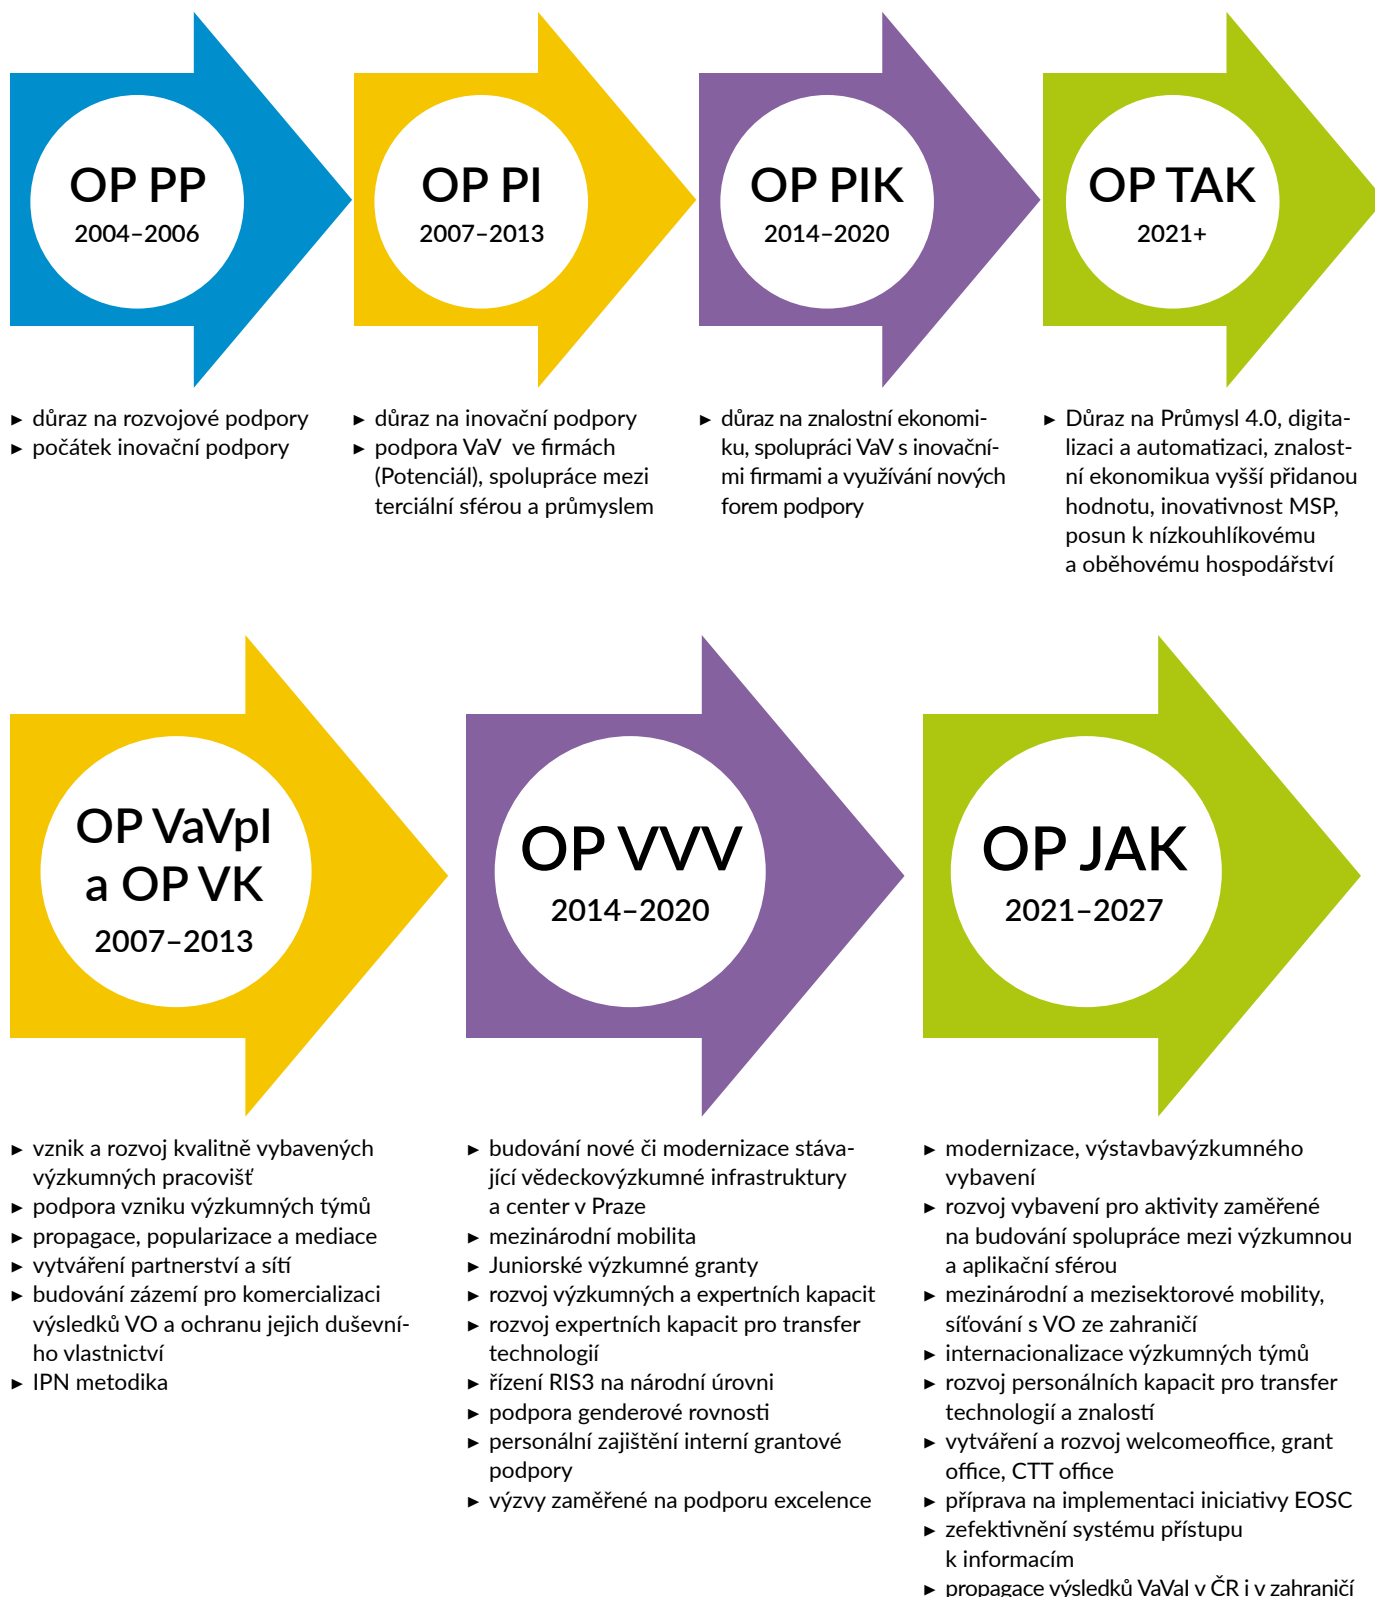 OP PP
2004–2006
OP PI
2007–2013
OP PIK
2014–2020
OP TAK
2021+
► důraz na rozvojové podpory
► počátek inovační podpory
► důraz na inovační podpory
► podpora VaV ve firmách
(Potenciál), spolupráce mezi
terciální sférou a průmyslem
► důraz na znalostní ekonomi-
ku, spolupráci VaV s inovační-
mi firmami a využívání nových
forem podpory
► Důraz na Průmysl 4.0, digita-
lizaci a automatizaci, znalost-
ní ekonomikua vyšší přidanou
hodnotu, inovativnost MSP,
posun k nízkouhlíkovému
a oběhovému hospodářství
OP VaVpI
a OP VK
2007–2013
OP VVV
2014–2020
OP JAK
2021–2027
► vznik a rozvoj kvalitně vybavených
výzkumných pracovišť
► podpora vzniku výzkumných týmů
► propagace, popularizace a mediace
► vytváření partnerství a sítí
► budování zázemí pro komercializaci
výsledků VO a ochranu jejich duševní-
ho vlastnictví
► IPN metodika
► budování nové či modernizace stáva-
jící vědeckovýzkumné infrastruktury
a center v Praze
► mezinárodní mobilita
► Juniorské výzkumné granty
► rozvoj výzkumných a expertních kapacit
► rozvoj expertních kapacit pro transfer
technologií
► řízení RIS3 na národní úrovni
► podpora genderové rovnosti
► personální zajištění interní grantové
podpory
► výzvy zaměřené na podporu excelence
► modernizace, výstavbavýzkumného
vybavení
► rozvoj vybavení pro aktivity zaměřené
na budování spolupráce mezi výzkumnou
a aplikační sférou
► mezinárodní a mezisektorové mobility,
síťování s VO ze zahraničí
► internacionalizace výzkumných týmů
► rozvoj personálních kapacit pro transfer
technologií a znalostí
► vytváření a rozvoj welcomeoffice, grant
office, CTT office
► příprava na implementaci iniciativy EOSC
► zefektivnění systému přístupu
k informacím
► propagace výsledků VaVaI v ČR i v zahraničí